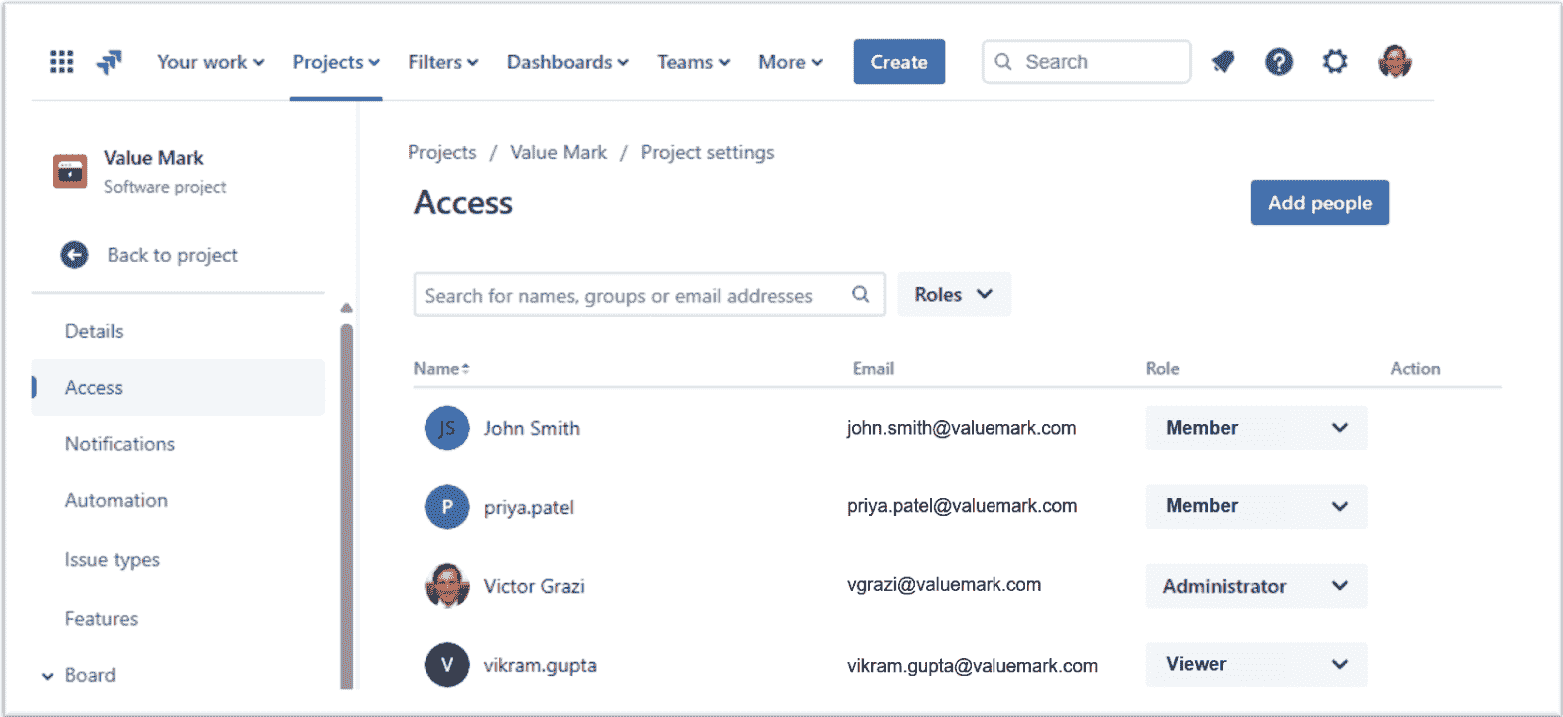 Your work Projects Filters Dashboards Teams More Create Search
Value Mark
Software project
Back to project
Details
Access
Notifications
Automation
Issue types
Features
Board
Projects / Value Mark / Project settings
Access
Add people
Search for names, groups or email addresses Roles
Name Email Role Action
JS John Smith john.smith@valuemark.com Member
P priya.patel priya.patel@valuemark.com Member
Victor Grazi vgrazi@valuemark.com Administrator
V vikram.gupta vikram.gupta@valuemark.com Viewer